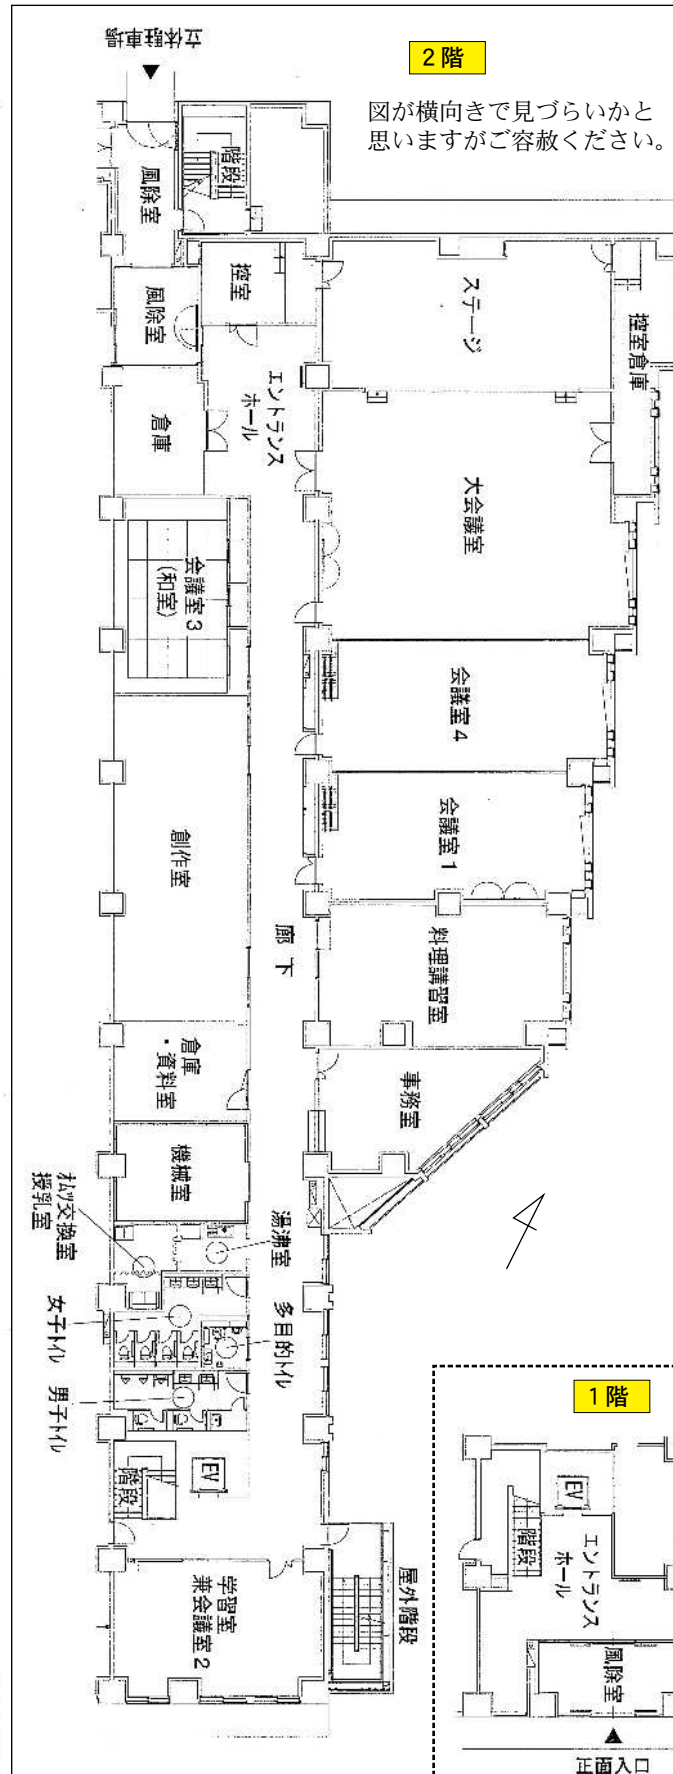 立体駐車場
2階
図が横向きで見づらいかと
思いますがご容赦ください。
階段
風除室
控室
風除室
ステージ
控室倉庫
エントランス
ホール
倉庫
大会議室
会議室3
(和室)
会議室4
会議室1
創作室
廊下
料理講習室
倉庫
・資料室
事務室
機械室
オムツ交換室
授乳室
湯沸室
女子トイレ
多目的トイレ
男子トイレ
階段
EV
屋外階段
学習室
兼会議室2
1階
EV
階段
エントランス
ホール
風除室
正面入口